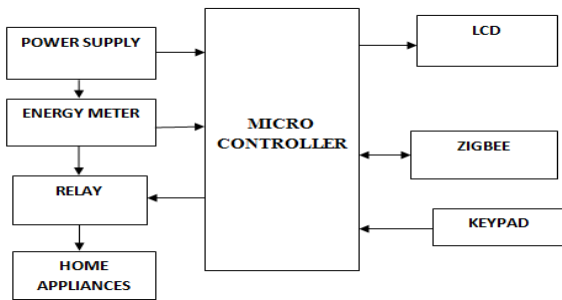 POWER SUPPLY
ENERGY METER
RELAY
HOME
APPLIANCES
MICRO
CONTROLLER
LCD
ZIGBEE
KEYPAD